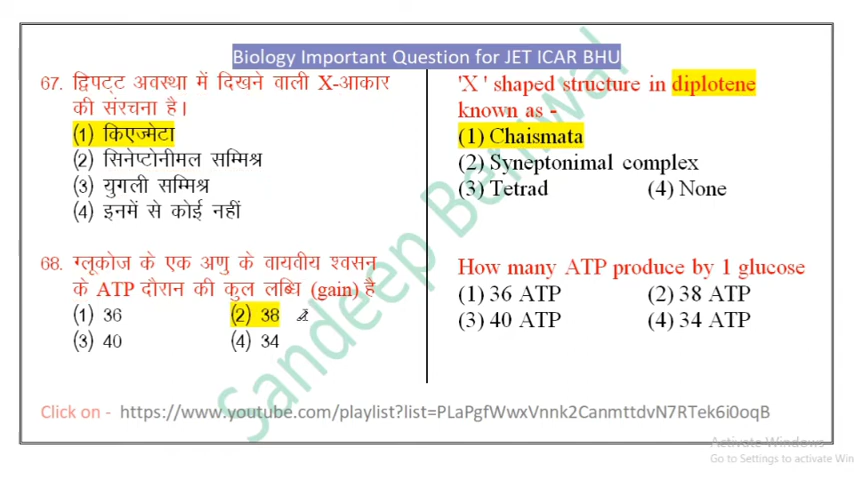 Biology Important Question for JET ICAR BHU
67. द्विपट्ट अवस्था में दिखने वाली X-आकार
की संरचना है।
(1) किएज्मेटा
(2) सिनेप्टोनीमल सम्मिश्र
(3) युगली सम्मिश्र
(4) इनमें से कोई नहीं
68. ग्लूकोज के एक अणु के वायवीय श्वसन
के ATP दौरान की कुल लब्धि (gain) है
(1) 36 (2) 38
(3) 40 (4) 34
'X ' shaped structure in diplotene
known as -
(1) Chaismata
(2) Syneptonimal complex
(3) Tetrad (4) None
How many ATP produce by 1 glucose
(1) 36 ATP (2) 38 ATP
(3) 40 ATP (4) 34 ATP
Sandeep Beniwal
Click on - https://www.youtube.com/playlist?list=PLaPgfWwxVnnk2CanmttdvN7RTek6i0oqB
Activate Windows
Go to Settings to activate Win